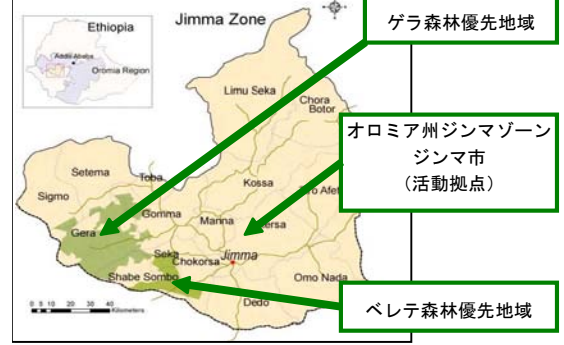 Jimma Zone
Ethiopia
Addis Ababa
Oromia Region
ゲラ森林優先地域
Limu Seka
Chora
Botor
オロミア州ジンマゾーン
ジンマ市
（活動拠点）
Setema
Toba
Sigmo
Kossa
Gomma
Manna
Gera
Seka
Chokorsa
Jimma
Shabe Sombo
Omo Nada
Dedo
0 5 10 20 30 40
Kilometers
ベレテ森林優先地域